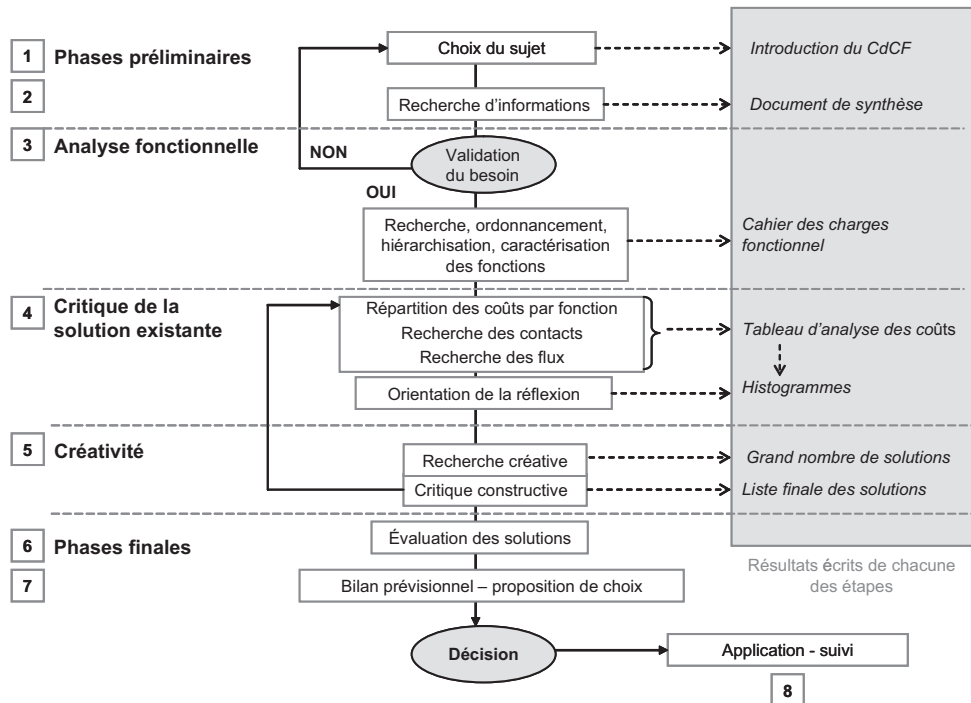 1 Phases préliminaires
Choix du sujet
Introduction du CdCF
2
Recherche d'informations
Document de synthèse
3 Analyse fonctionnelle
NON
Validation
du besoin
OUI
Recherche, ordonnancement,
hiérarchisation, caractérisation
des fonctions
Cahier des charges
fonctionnel
4 Critique de la
solution existante
Répartition des coûts par fonction
Recherche des contacts
Recherche des flux
Tableau d'analyse des coûts
Orientation de la réflexion
Histogrammes
5 Créativité
Recherche créative
Grand nombre de solutions
Critique constructive
Liste finale des solutions
6 Phases finales
Évaluation des solutions
Résultats écrits de chacune
des étapes
7
Bilan prévisionnel – proposition de choix
Décision
Application - suivi
8